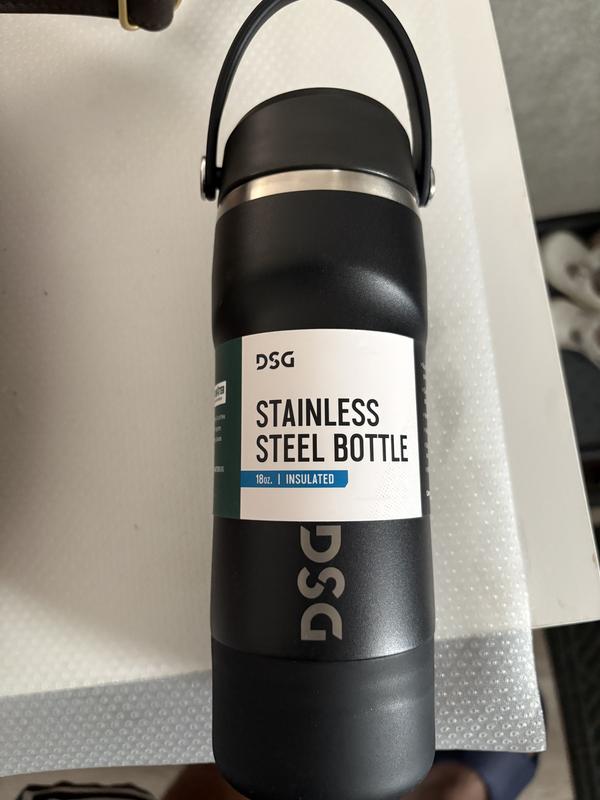 DSG
STAINLESS
STEEL BOTTLE
18oz. | INSULATED
DSG